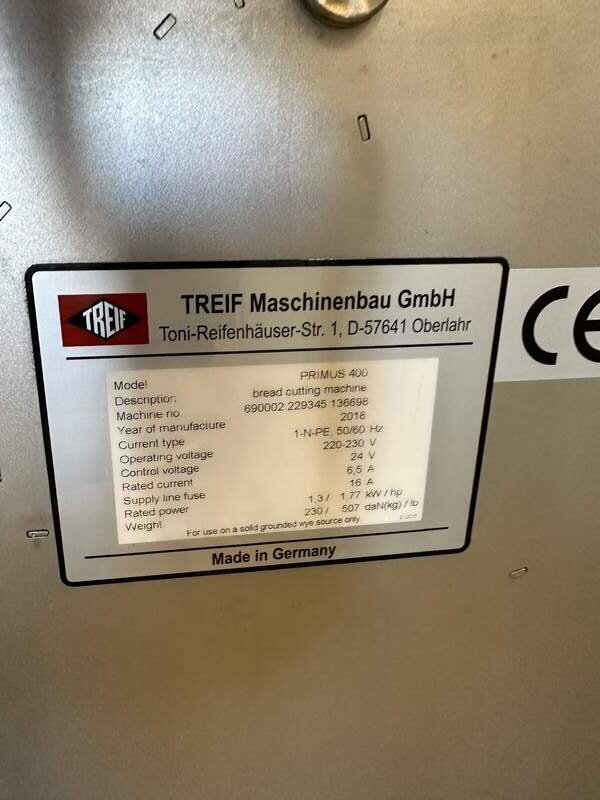 TREIF
TREIF Maschinenbau GmbH
Toni-Reifenhäuser-Str. 1, D-57641 Oberlahr
CE
Model PRIMUS 400
Description bread cutting machine
Machine no 690002 229345 136698
Year of manufacture 2018
Current type 1-N-PE, 50/60 Hz
Operating voltage 220-230 V
Control voltage 24 V
Rated current 6,5 A
Supply line fuse 16 A
Rated power 1,3 / 1,77 kW / hp
Weight 230 / 507 daN(kg) / lb
For use on a solid grounded wye source only
Made in Germany